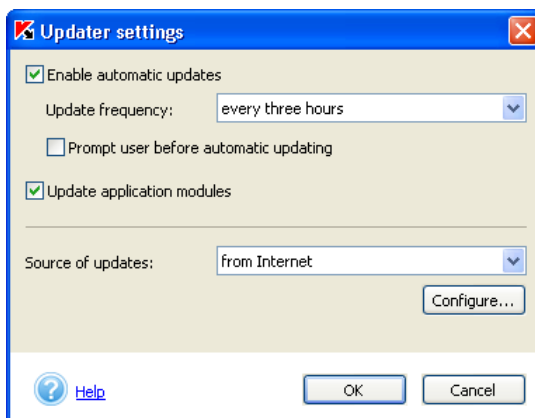 Updater settings
Enable automatic updates
Update frequency: every three hours
Prompt user before automatic updating
Update application modules
Source of updates: from Internet
Configure...
Help OK Cancel